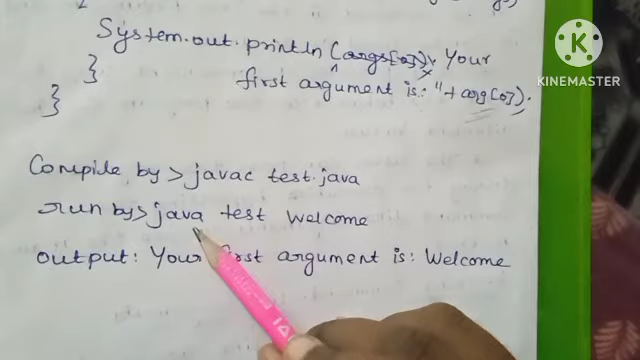 System.out.println (args[0]), Your
first argument is: "+ arg[0]).
}
}
Compile by > javac test.java
run by> java test Welcome
output: Your first argument is: Welcome
KINEMASTER